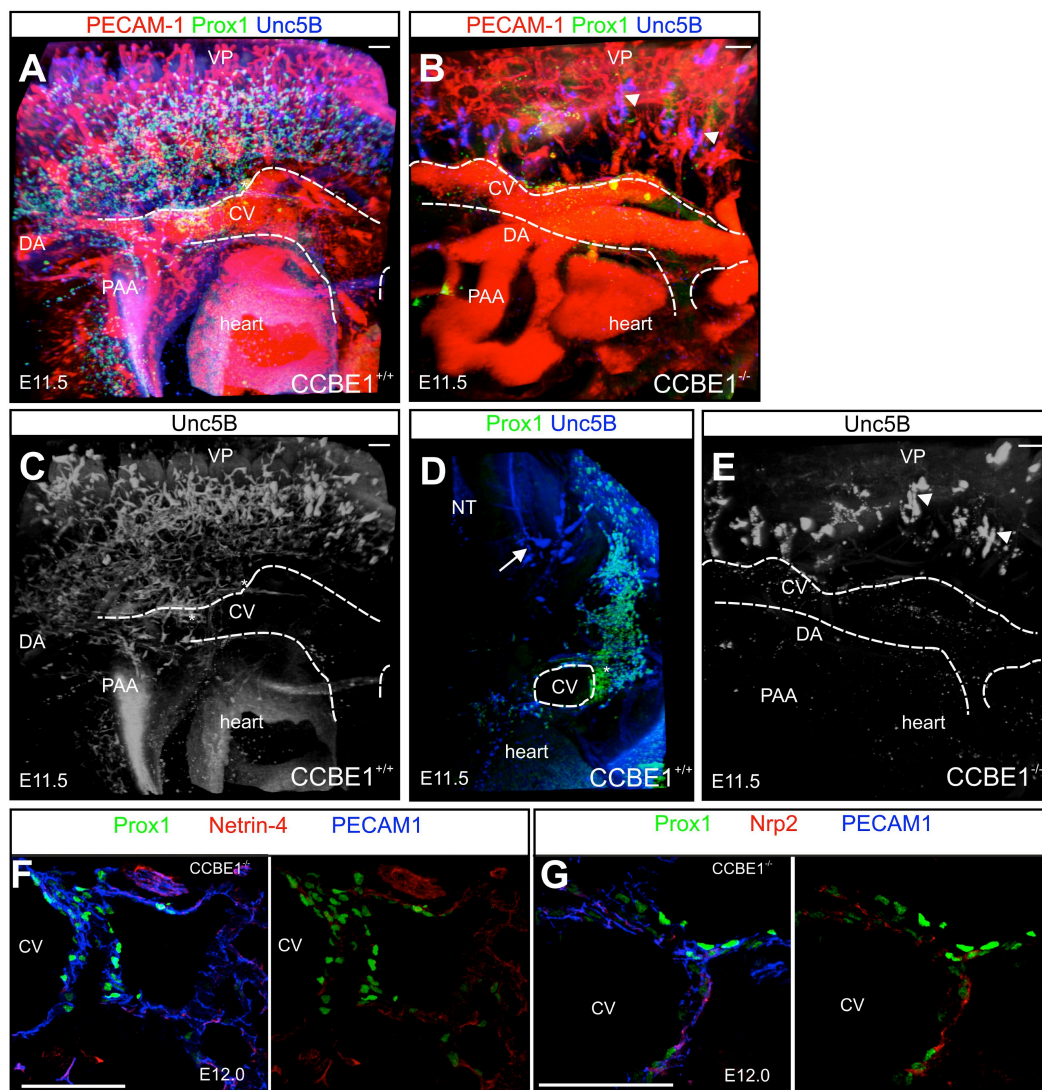 PECAM-1 Prox1 Unc5B
A
VP
CV
DA
PAA
heart
E11.5
CCBE1+/+
PECAM-1 Prox1 Unc5B
B
VP
CV
DA
PAA
heart
E11.5
CCBE1-/-
Unc5B
C
VP
*
*
CV
DA
PAA
heart
E11.5
CCBE1+/+
Prox1 Unc5B
D
NT
*
CV
heart
E11.5
CCBE1+/+
Unc5B
E
VP
CV
DA
PAA
heart
E11.5
CCBE1-/-
Prox1 Netrin-4 PECAM1
F
CCBE1-/-
CV
E12.0
CV
Prox1 Nrp2 PECAM1
G
CCBE1-/-
CV
E12.0
CV